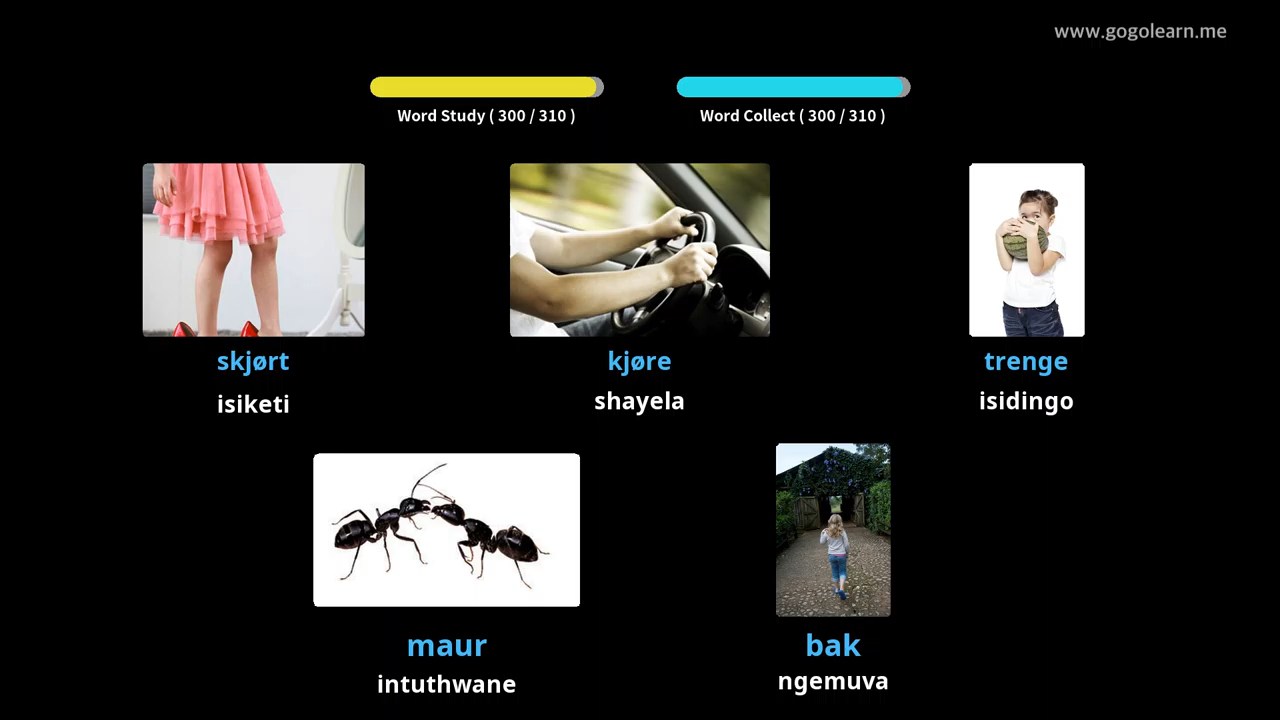 www.gogolearn.me
Word Study ( 300 / 310 )
Word Collect ( 300 / 310 )
skjørt
isiketi
kjøre
shayela
trenge
isidingo
maur
intuthwane
bak
ngemuva